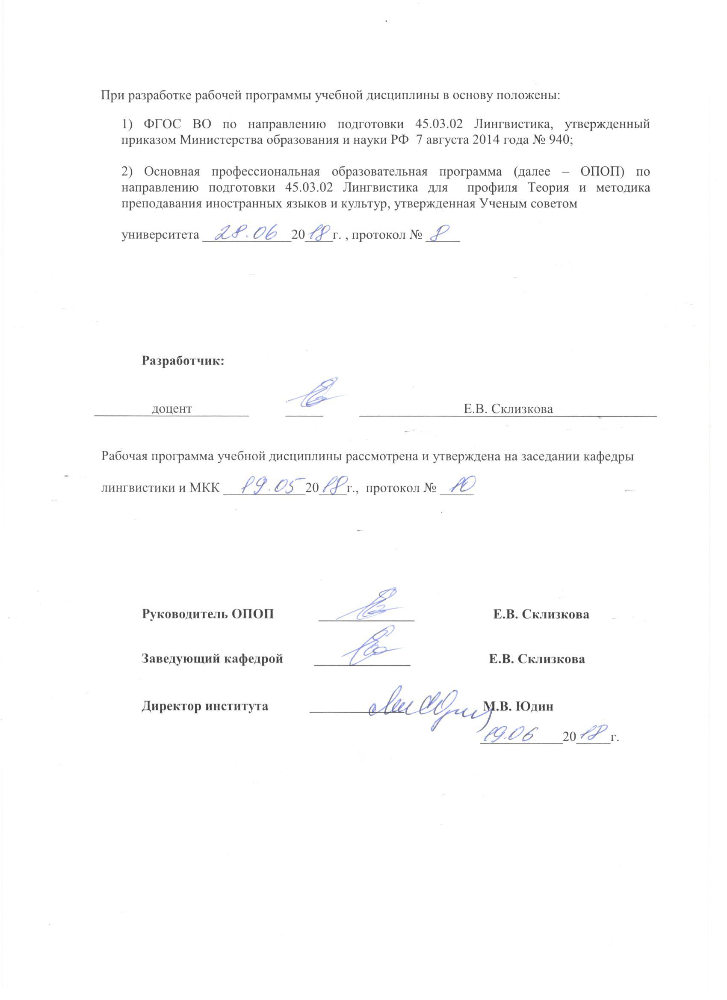 При разработке рабочей программы учебной дисциплины в основу положены:
1) ФГОС ВО по направлению подготовки 45.03.02 Лингвистика, утвержденный
приказом Министерства образования и науки РФ 7 августа 2014 года № 940;
2) Основная профессиональная образовательная программа (далее – ОПОП) по
направлению подготовки 45.03.02 Лингвистика для профиля Теория и методика
преподавания иностранных языков и культур, утвержденная Ученым советом
университета 28.06 2018 г. , протокол № 8
Разработчик:
доцент Е.В. Склизкова
Рабочая программа учебной дисциплины рассмотрена и утверждена на заседании кафедры
лингвистики и МКК 19.05 2018 г., протокол № 10
Руководитель ОПОП Е.В. Склизкова
Заведующий кафедрой Е.В. Склизкова
Директор института М.В. Юдин
19.06 2018 г.